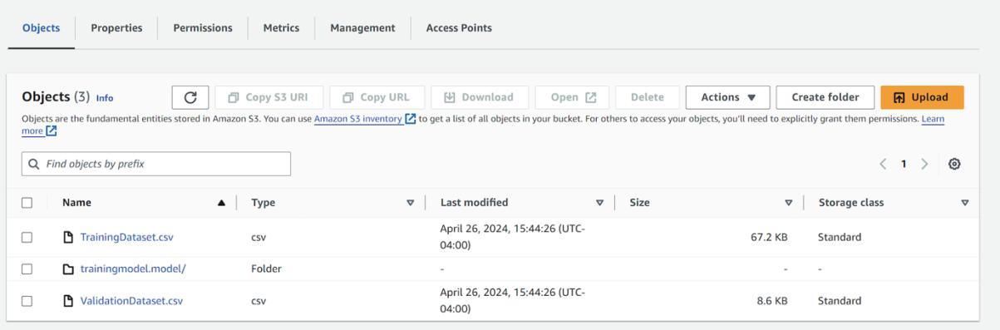 Objects Properties Permissions Metrics Management Access Points
Objects (3) Info Copy S3 URI Copy URL Download Open Delete Actions Create folder Upload
Objects are the fundamental entities stored in Amazon S3. You can use Amazon S3 inventory to get a list of all objects in your bucket. For others to access your objects, you'll need to explicitly grant them permissions. Learn
more
Find objects by prefix 1
Name Type Last modified Size Storage class
TrainingDataset.csv csv April 26, 2024, 15:44:26 (UTC-
04:00) 67.2 KB Standard
trainingmodel.model/ Folder - - -
ValidationDataset.csv csv April 26, 2024, 15:44:26 (UTC-
04:00) 8.6 KB Standard